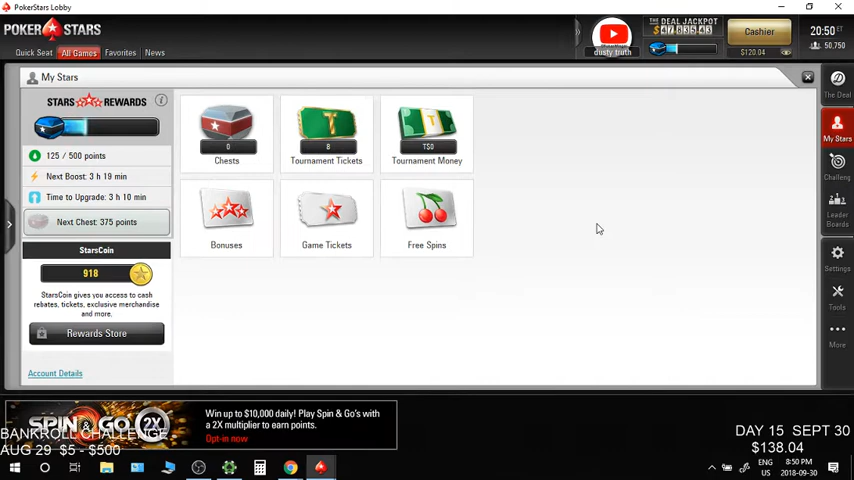 PokerStars Lobby
POKER STARS
Quick Seat
All Games
Favorites
News
dusty truth
THE DEAL JACKPOT
$47,835.43
Cashier
$120.04
20:50 ET
50,750
My Stars
STARS REWARDS
125 / 500 points
Next Boost: 3 h 19 min
Time to Upgrade: 3 h 10 min
Next Chest: 375 points
StarsCoin
918
StarsCoin gives you access to cash
rebates, tickets, exclusive merchandise
and more.
Rewards Store
Account Details
0
Chests
T
8
Tournament Tickets
T
T$0
Tournament Money
Bonuses
Game Tickets
Free Spins
The Deal
My Stars
Challeng
Leader
Boards
Settings
Tools
More
SPIN & GO 2X
Win up to $10,000 daily! Play Spin & Go's with
a 2X multiplier to earn points.
Opt-in now
BANKROLL CHALLENGE
AUG 29 $5 - $500
DAY 15 SEPT 30
$138.04
ENG
US
8:50 PM
2018-09-30